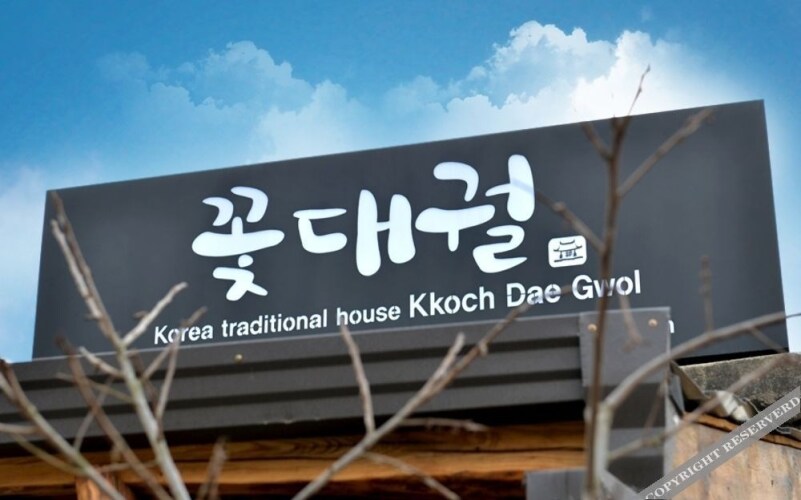 꽃대궐
Korea traditional house Kkoch Dae Gwol
COPYRIGHT RESERVERD